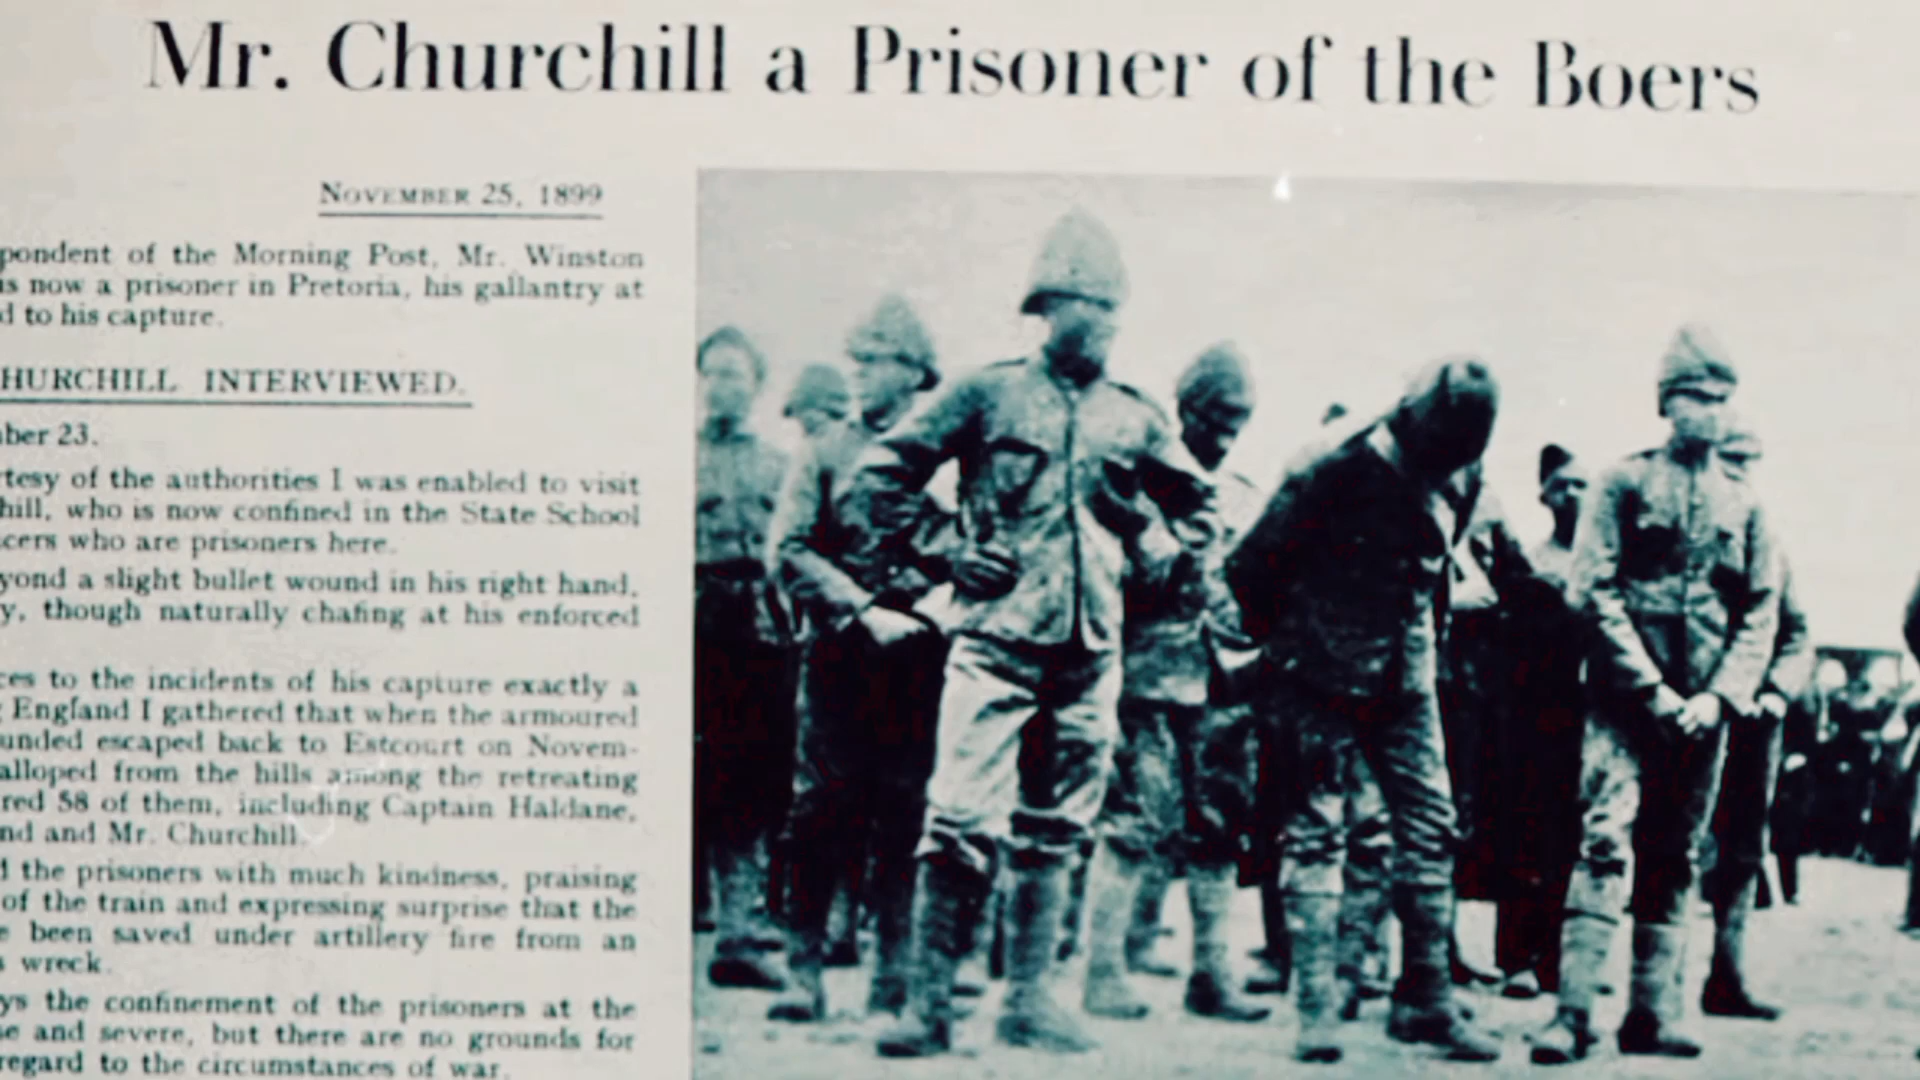 Mr. Churchill a Prisoner of the Boers
NOVEMBER 25, 1899
pondent of the Morning Post, Mr. Winston
is now a prisoner in Pretoria, his gallantry at
d to his capture.
HURCHILL INTERVIEWED.
ber 23.
rtesy of the authorities I was enabled to visit
hill, who is now confined in the State School
cers who are prisoners here.
yond a slight bullet wound in his right hand,
y, though naturally chafing at his enforced
ces to the incidents of his capture exactly a
England I gathered that when the armoured
unded escaped back to Estcourt on Novem-
alloped from the hills among the retreating
red 58 of them, including Captain Haldane,
nd and Mr. Churchill.
d the prisoners with much kindness, praising
of the train and expressing surprise that the
e been saved under artillery fire from an
s wreck.
ys the confinement of the prisoners at the
se and severe, but there are no grounds for
regard to the circumstances of war.